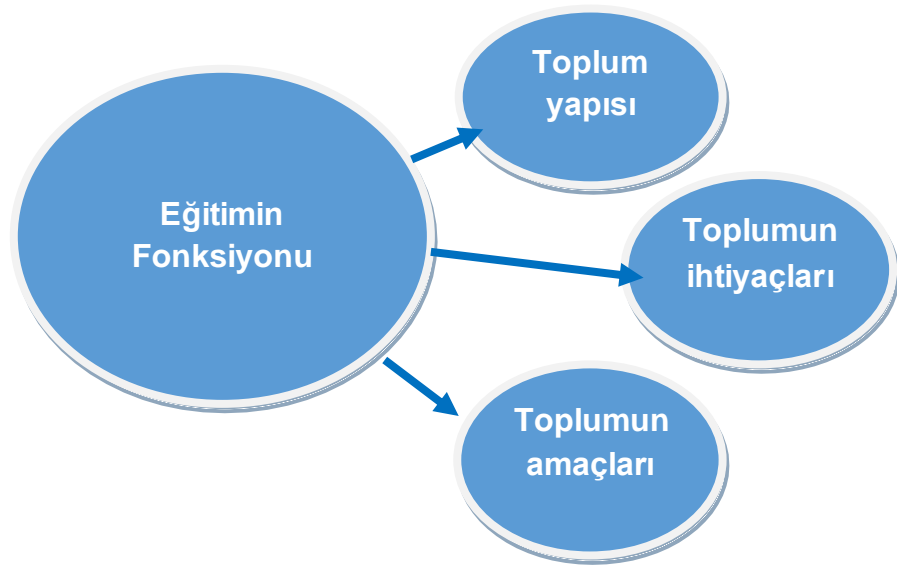 Toplum
yapısı
Eğitimin
Fonksiyonu
Toplumun
ihtiyaçları
Toplumun
amaçları